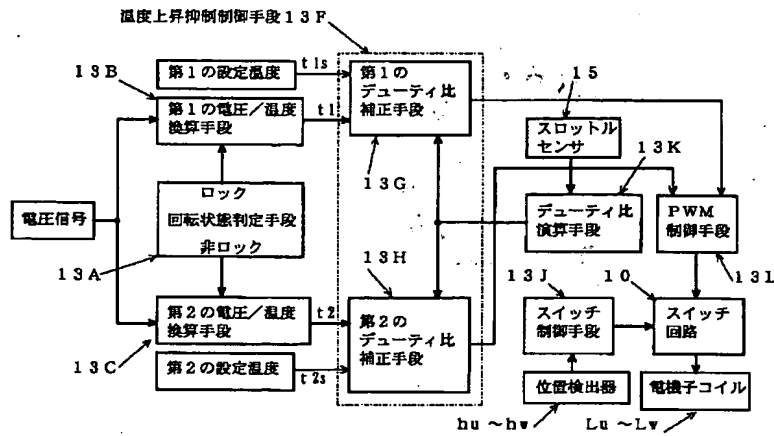 温度上昇抑制制御手段13F
13B
第1の設定温度
t1s
第1の
デューティ比
補正手段
15
第1の電圧/温度
換算手段
t1
スロットル
センサ
13K
13G
ロック
回転状態判定手段
非ロック
電圧信号
デューティ比
演算手段
PWM
制御手段
13A
13H
13J
10
13L
第2の電圧/温度
換算手段
t2
第2の
デューティ比
補正手段
スイッチ
制御手段
スイッチ
回路
13C
第2の設定温度
t2s
位置検出器
電機子コイル
hu~hw
Lu~Lw